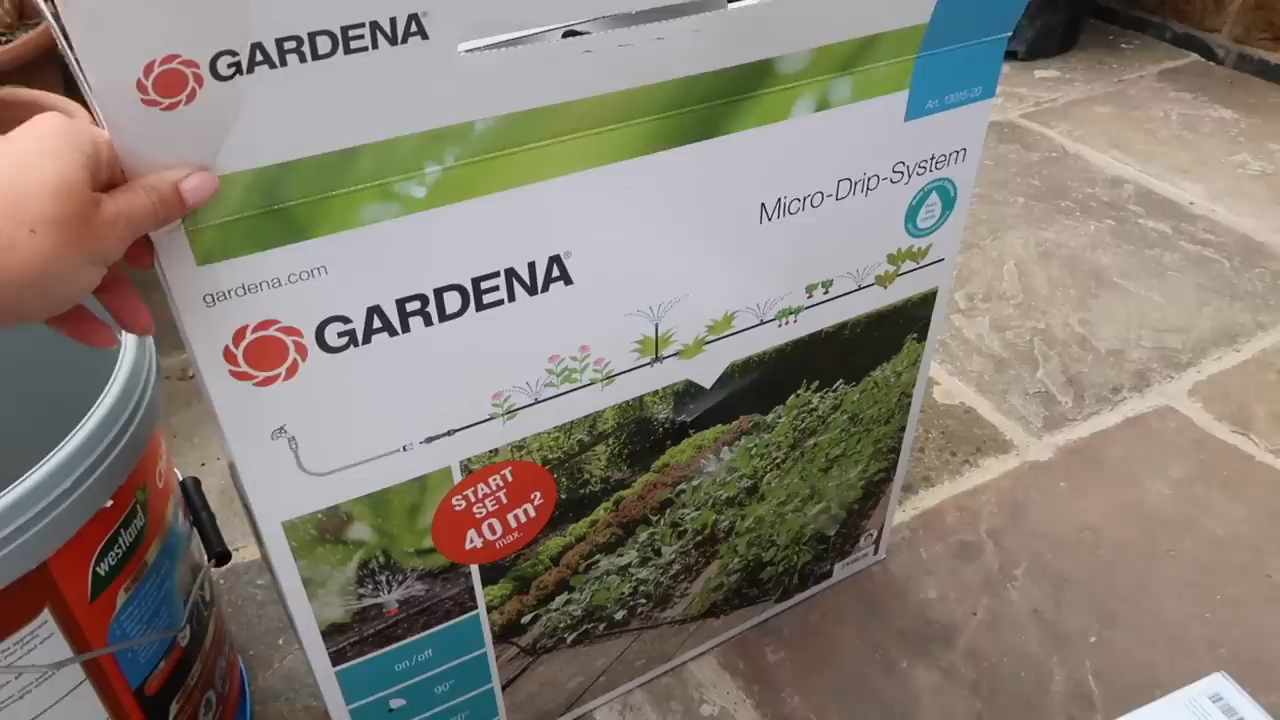 GARDENA
Art. 13015-20
Micro-Drip-System
gardena.com
GARDENA
START
SET
40 m²
max.
westland
on/off
90°